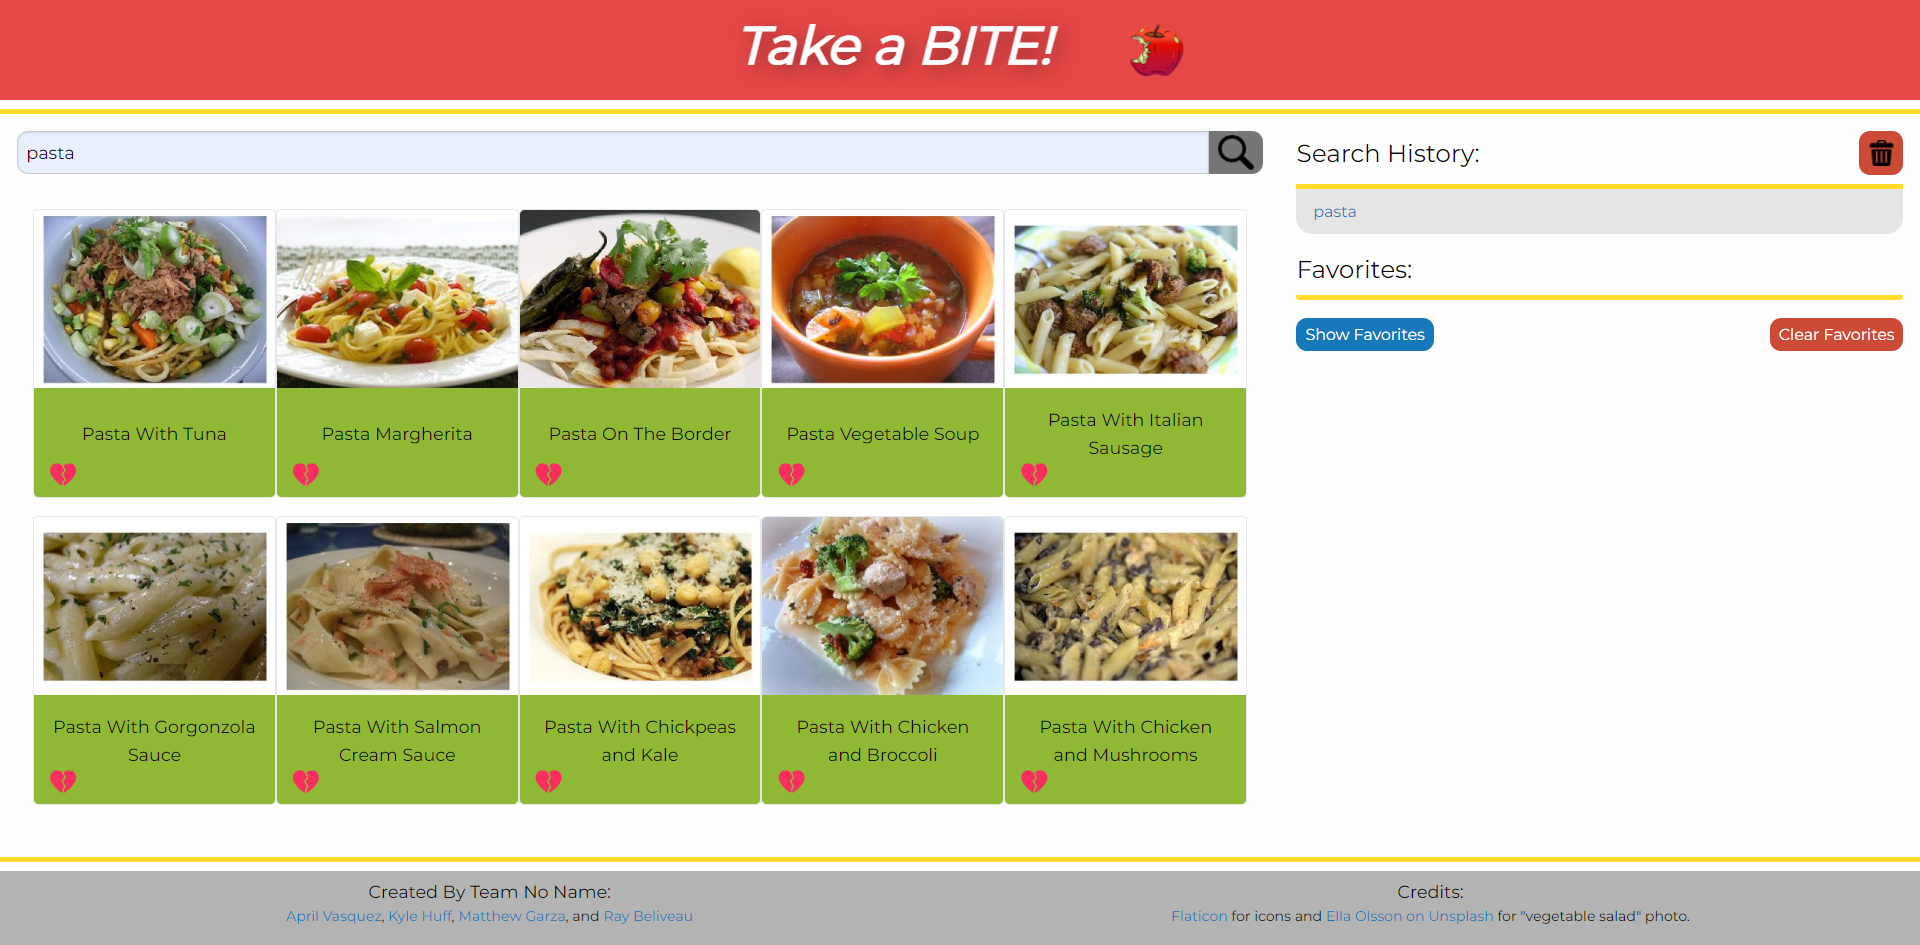 Take a BITE!
pasta
Search History:
pasta
Favorites:
Show Favorites
Clear Favorites
Pasta With Tuna
Pasta Margherita
Pasta On The Border
Pasta Vegetable Soup
Pasta With Italian
Sausage
Pasta With Gorgonzola
Sauce
Pasta With Salmon
Cream Sauce
Pasta With Chickpeas
and Kale
Pasta With Chicken
and Broccoli
Pasta With Chicken
and Mushrooms
Created By Team No Name:
April Vasquez, Kyle Huff, Matthew Garza, and Ray Beliveau
Credits:
Flaticon for icons and Ella Olsson on Unsplash for "vegetable salad" photo.